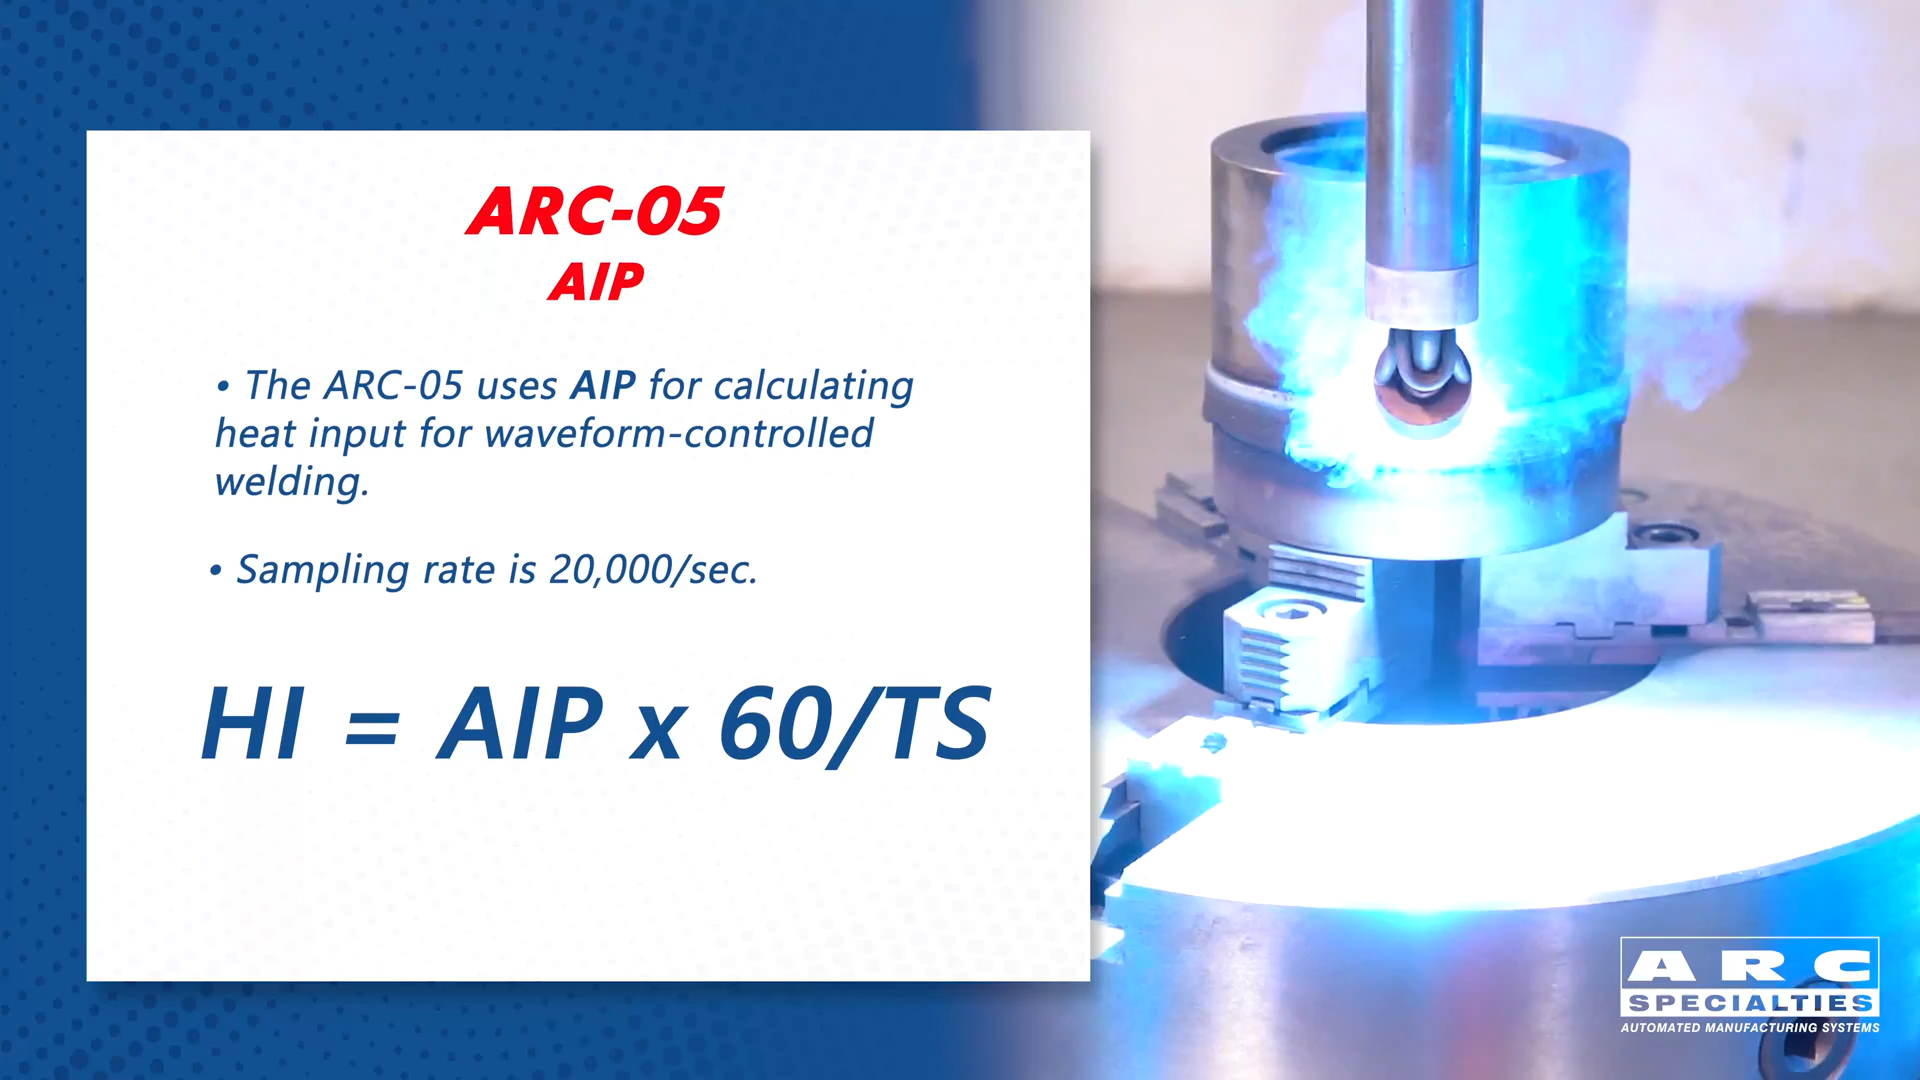 ARC-05
AIP
• The ARC-05 uses AIP for calculating
heat input for waveform-controlled
welding.
• Sampling rate is 20,000/sec.
HI = AIP x 60/TS
ARC
SPECIALTIES
AUTOMATED MANUFACTURING SYSTEMS